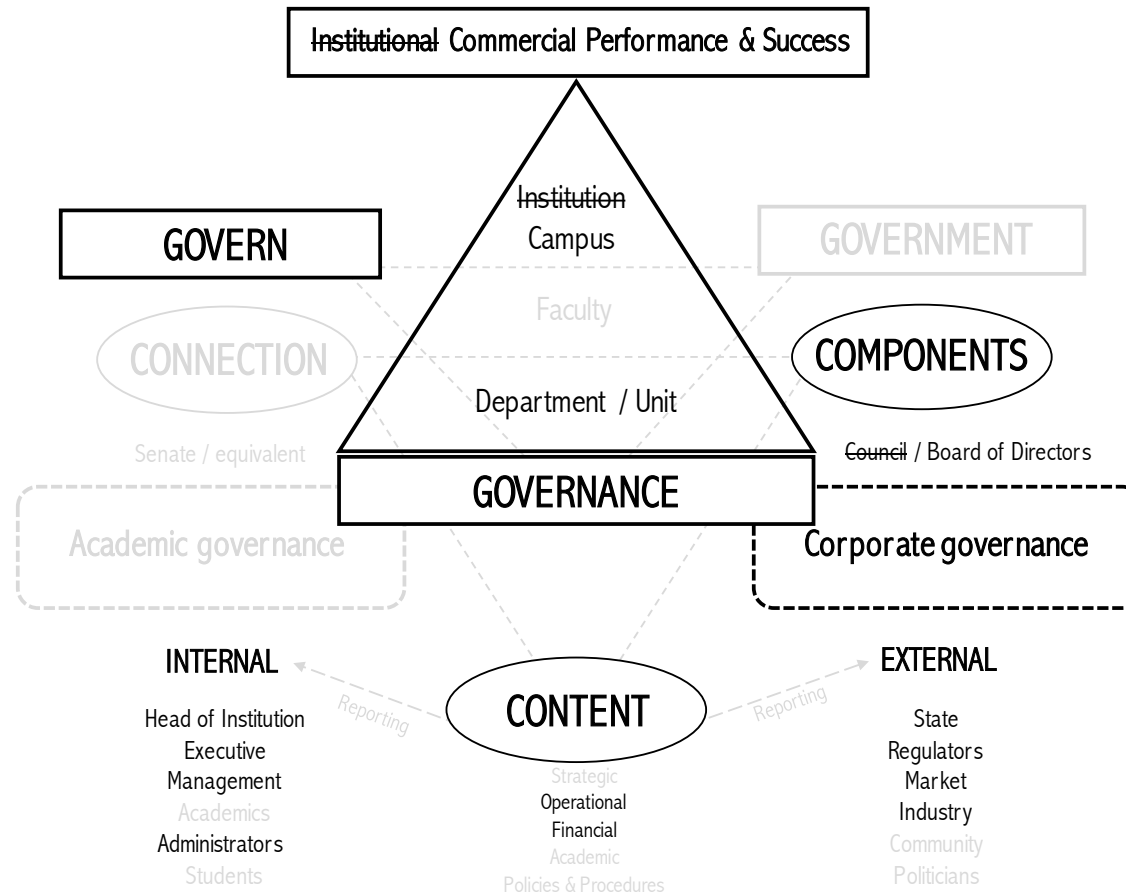 Institutional Commercial Performance & Success
Institution
Campus
GOVERN
GOVERNMENT
Faculty
CONNECTION
COMPONENTS
Department / Unit
Senate / equivalent
Council / Board of Directors
GOVERNANCE
Academic governance
Corporate governance
INTERNAL
EXTERNAL
Reporting
Reporting
CONTENT
Head of Institution
Executive
Management
Academics
Administrators
Students
Strategic
Operational
Financial
Academic
Policies & Procedures
State
Regulators
Market
Industry
Community
Politicians